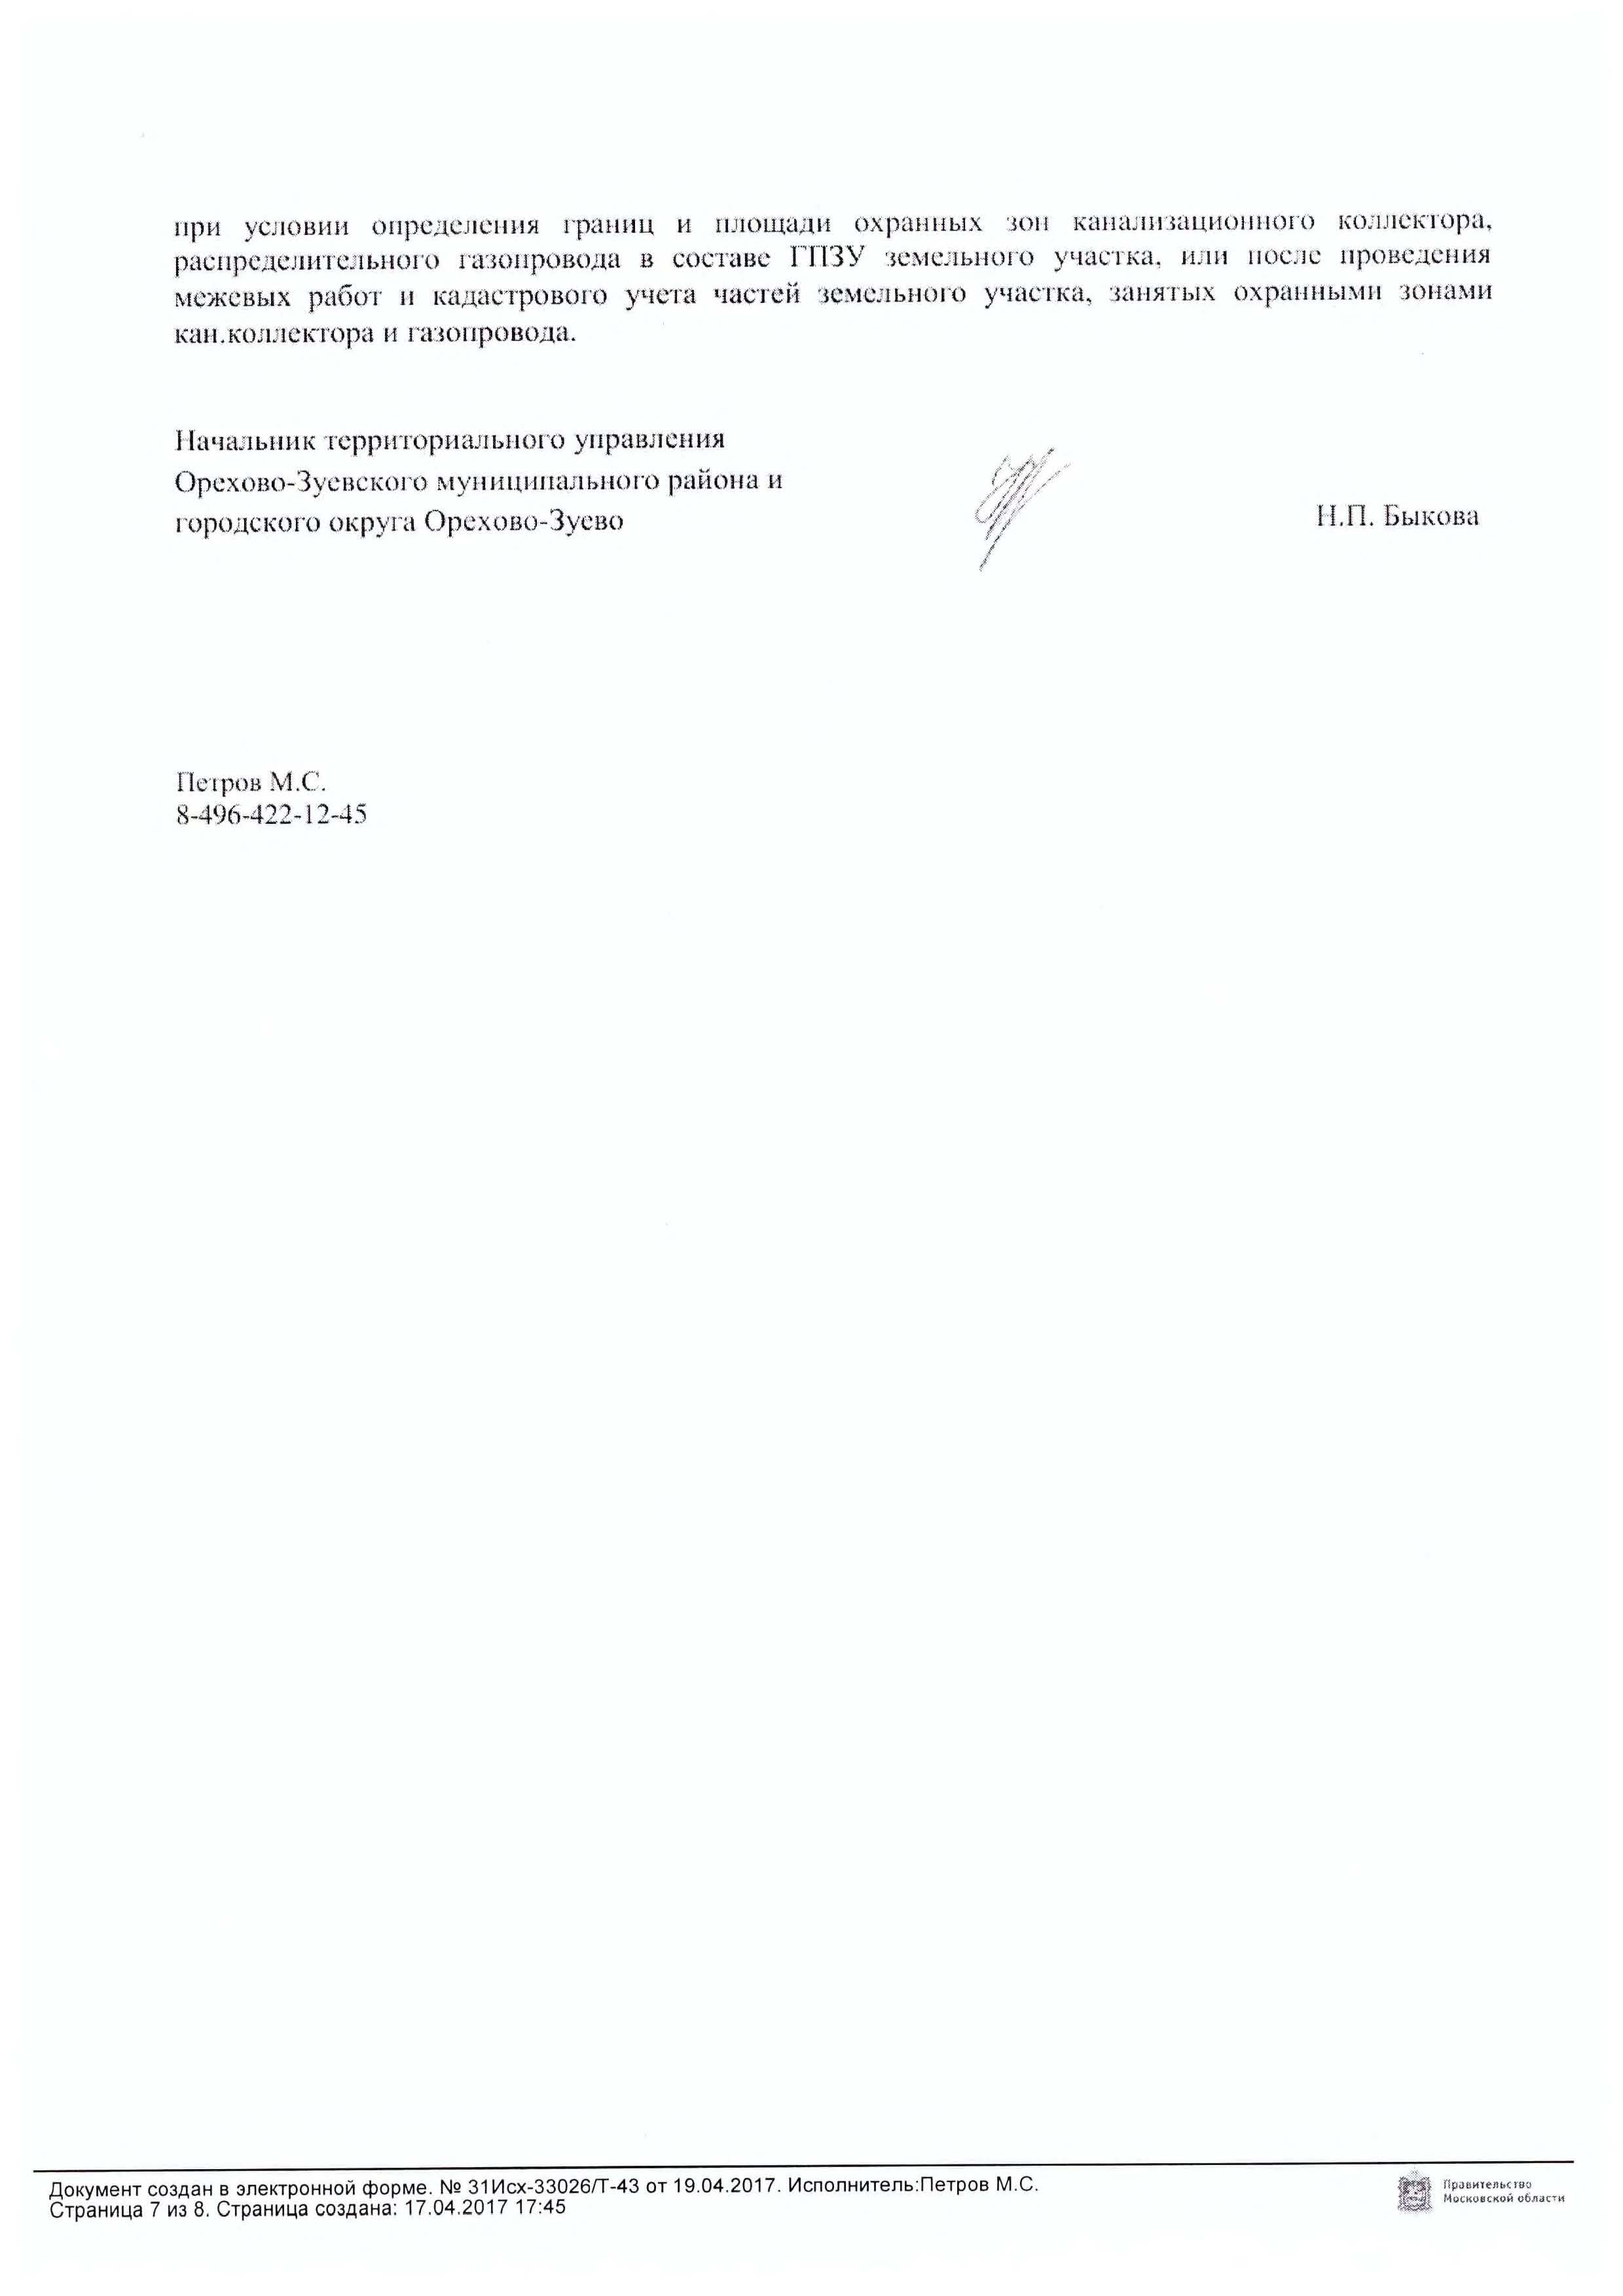 при условии определения границ и площади охранных зон канализационного коллектора,
распределительного газопровода в составе ГПЗУ земельного участка, или после проведения
межевых работ и кадастрового учета частей земельного участка, занятых охранными зонами
кан.коллектора и газопровода.
Начальник территориального управления
Орехово-Зуевского муниципального района и
городского округа Орехово-Зуево
Н.П. Быкова
Петров М.С.
8-496-422-12-45
Документ создан в электронной форме. № 31Исх-33026/Т-43 от 19.04.2017. Исполнитель:Петров М.С.
Страница 7 из 8. Страница создана: 17.04.2017 17:45
Правительство
Московской области